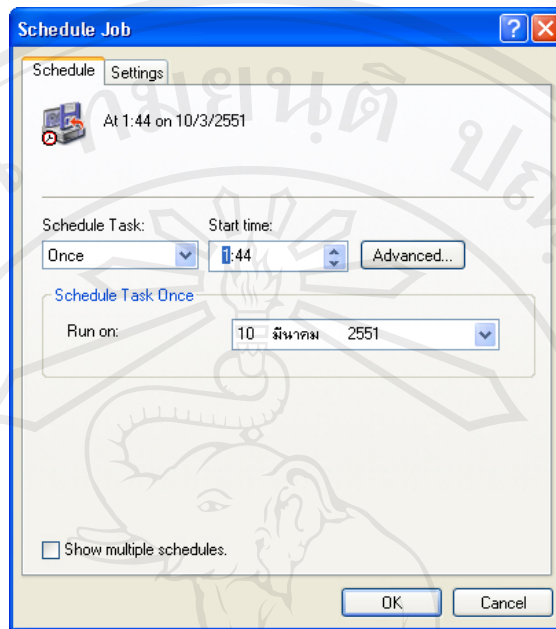 Schedule Job
Schedule Settings
At 1:44 on 10/3/2551
Schedule Task: Start time:
Once 1:44 Advanced...
Schedule Task Once
Run on: 10 มีนาคม 2551
Show multiple schedules.
OK Cancel